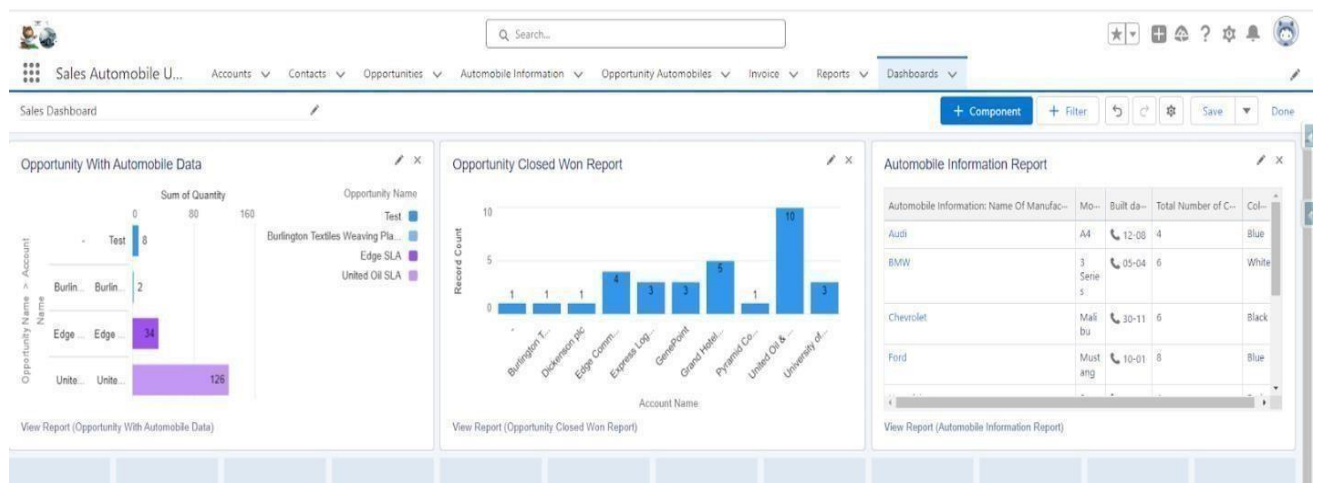 Search...
Sales Automobile U...
Accounts
Contacts
Opportunities
Automobile Information
Opportunity Automobiles
Invoice
Reports
Dashboards
Sales Dashboard
+ Component
+ Filter
Save
Done
Opportunity With Automobile Data
Sum of Quantity
0 80 160
Opportunity Name > Account
Name
- Test 8
Burlin... Burlin... 2
Edge ... Edge ... 34
Unite... Unite... 126
Opportunity Name
Test
Burlington Textiles Weaving Pla...
Edge SLA
United Oil SLA
View Report (Opportunity With Automobile Data)
Opportunity Closed Won Report
Record Count
10
5
0
1 1 1 4 3 3 5 1 10 3
-
Burlington T...
Dickenson plc
Edge Comm...
Express Log...
GenePoint
Grand Hotel...
Pyramid Co...
United Oil & ...
University of...
Account Name
View Report (Opportunity Closed Won Report)
Automobile Information Report
Automobile Information: Name Of Manufac... Mo... Built da... Total Number of C... Col...
Audi A4 12-08 4 Blue
BMW 3 Serie s 05-04 6 White
Chevrolet Mali bu 30-11 6 Black
Ford Must ang 10-01 8 Blue
View Report (Automobile Information Report)